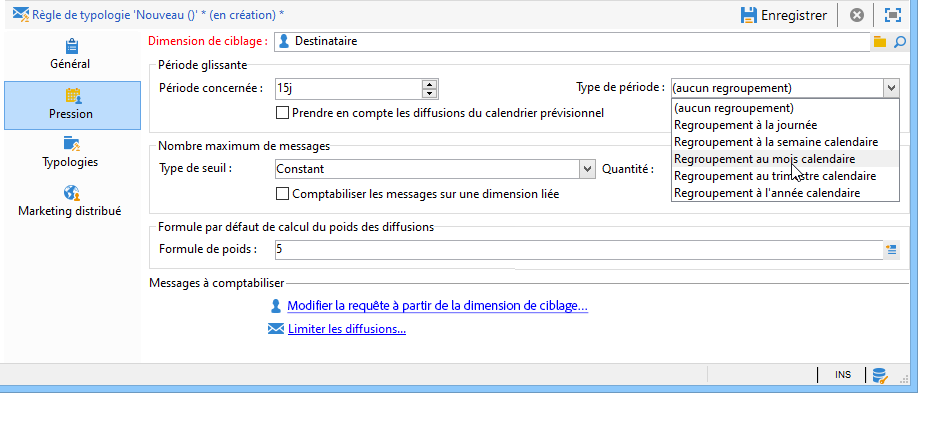 Règle de typologie 'Nouveau ()' * (en création) *
Enregistrer
Général
Pression
Typologies
Marketing distribué
Dimension de ciblage :
Destinataire
Période glissante
Période concernée :
15j
Type de période :
(aucun regroupement)
Prendre en compte les diffusions du calendrier prévisionnel
(aucun regroupement)
Regroupement à la journée
Regroupement à la semaine calendaire
Regroupement au mois calendaire
Regroupement au trimestre calendaire
Regroupement à l'année calendaire
Nombre maximum de messages
Type de seuil :
Constant
Quantité :
Comptabiliser les messages sur une dimension liée
Formule par défaut de calcul du poids des diffusions
Formule de poids :
5
Messages à comptabiliser
Modifier la requête à partir de la dimension de ciblage...
Limiter les diffusions...
INS